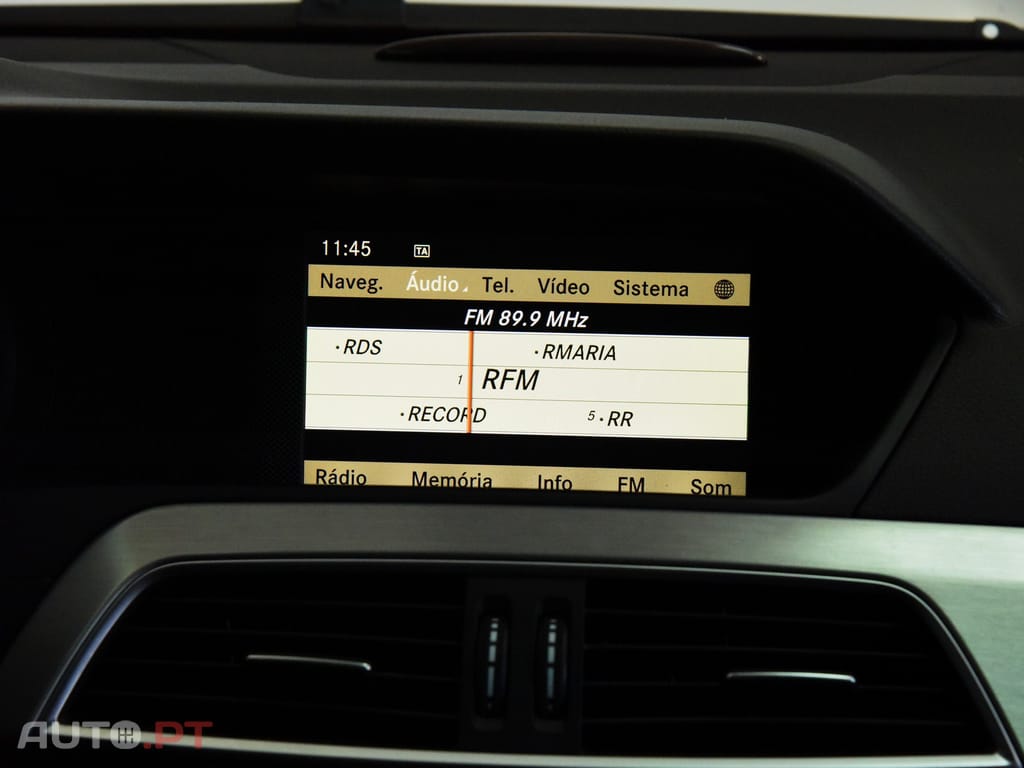 11:45 TA
Naveg. Áudio Tel. Vídeo Sistema
FM 89.9 MHz
·RDS ·RMARIA
1 RFM
·RECORD 5·RR
Rádio Memória Info FM Som
AUTO.PT